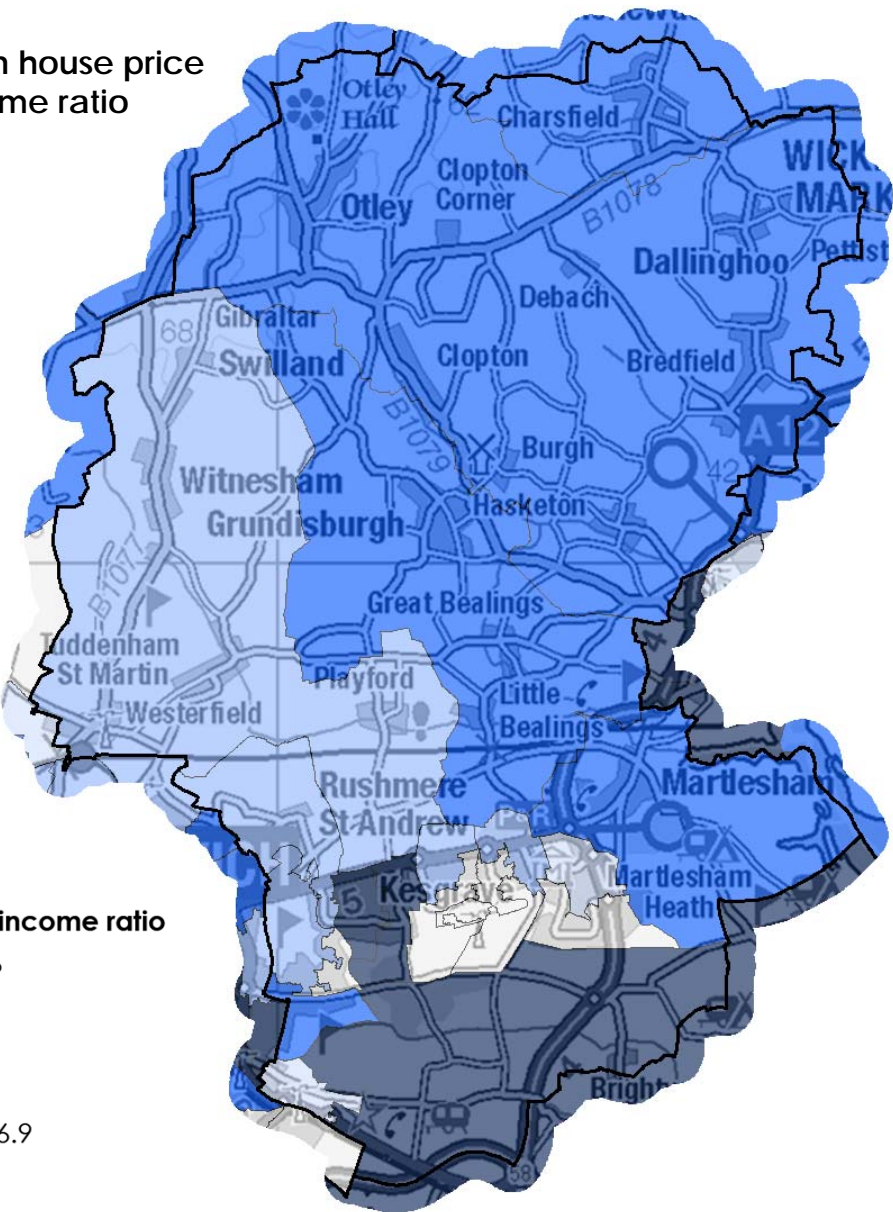 house price
me ratio
Otley
Hall
Charsfield
WICK
MARK
Clopton
Corner
Otley
B1078
Dallinghoo
Pettist
Debach
Gibraltar
68
Swilland
Clopton
Bredfield
B1079
A12
Burgh
42
Witnesham
Hasketon
Grundisburgh
B1077
Great Bealings
Tuddenham
St Martin
Playford
Little
Bealings
Westerfield
Rushmere
St Andrew
Martlesham
P&R
Kesgrave
Martlesham
Heath
income ratio
Bright
6.9
58